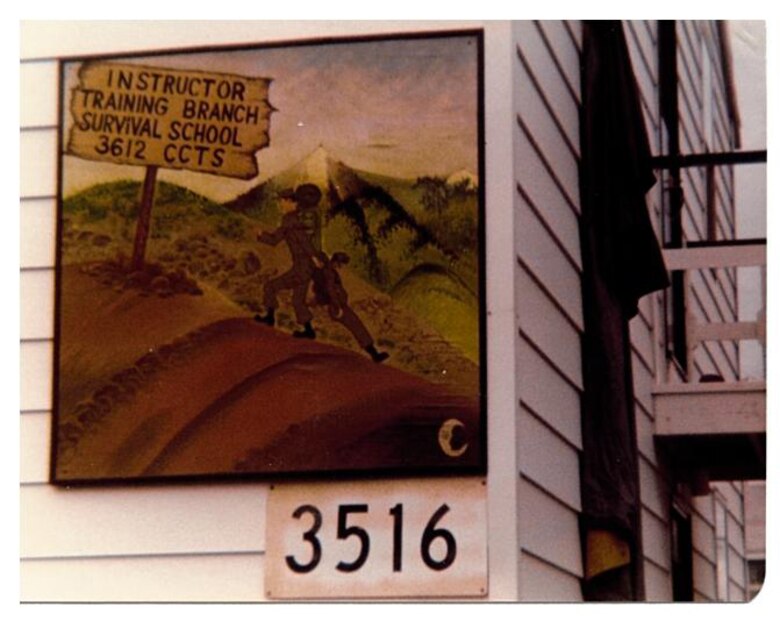 INSTRUCTOR
TRAINING BRANCH
SURVIVAL SCHOOL
3612 CCTS
3516